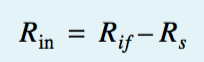 R_in = R_if − R_s